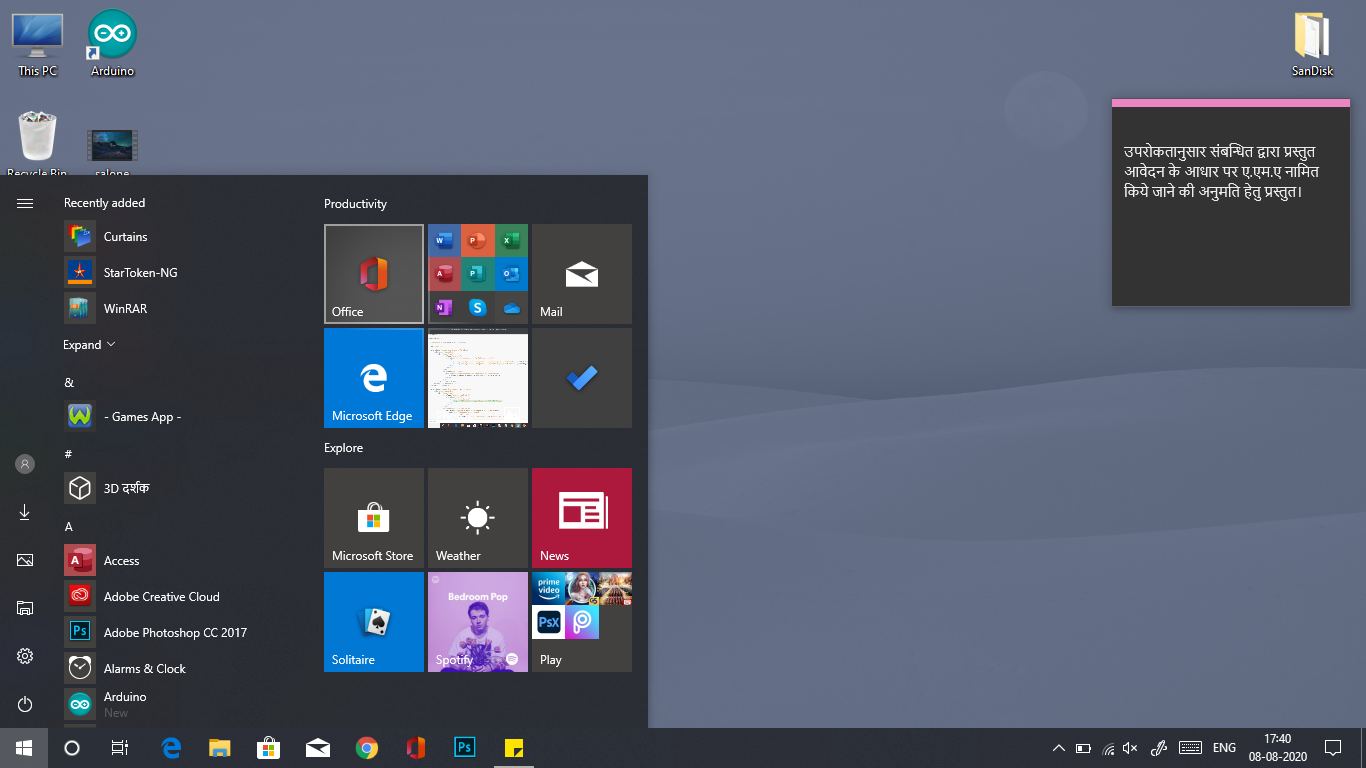 This PC
Arduino
SanDisk
Recycle Bin
salone
उपरोकतानुसार संबन्धित द्वारा प्रस्तुत
आवेदन के आधार पर ए.एम.ए नामित
किये जाने की अनुमति हेतु प्रस्तुत।
Recently added
Curtains
StarToken-NG
WinRAR
Expand
&
- Games App -
#
3D दर्शक
A
Access
Adobe Creative Cloud
Adobe Photoshop CC 2017
Alarms & Clock
Arduino
New
Productivity
Office
Mail
Microsoft Edge
Explore
Microsoft Store
Weather
News
Solitaire
Bedroom Pop
Spotify
prime
video
PsX
Play
Ps
ENG
17:40
08-08-2020